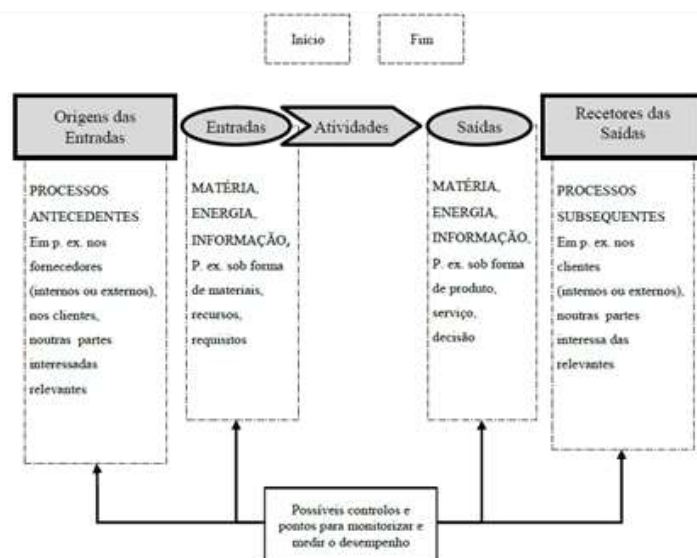 Início
Fim
Origens das
Entradas
Entradas
Atividades
Saídas
Recetores das
Saídas
PROCESSOS
ANTECEDENTES
Em p. ex. nos
fornecedores
(internos ou externos),
nos clientes,
noutras partes
interessadas
relevantes
MATÉRIA,
ENERGIA,
INFORMAÇÃO,
P. ex. sob forma
de materiais,
recursos,
requisitos
MATÉRIA,
ENERGIA,
INFORMAÇÃO,
P. ex. sob forma
de produto,
serviço,
decisão
PROCESSOS
SUBSEQUENTES
Em p. ex. nos
clientes
(internos ou externos),
noutras partes
interessa das
relevantes
Possíveis controlos e
pontos para monitorizar e
medir o desempenho